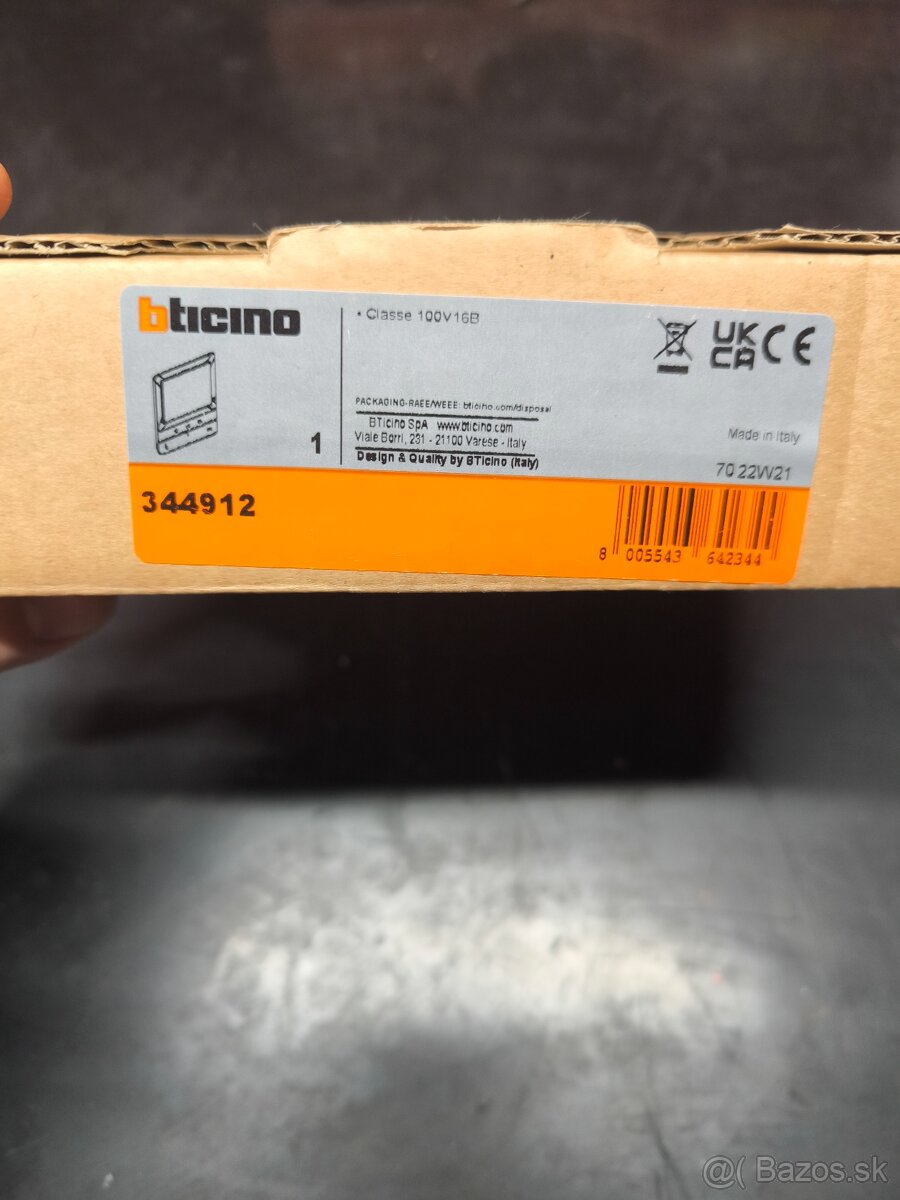 bticino
• Classe 100V16B
UK
CA CE
PACKAGING-RAEE/WEEE: bticino.com/disposal
BTicino SpA www.bticino.com
Viale Borri, 231 - 21100 Varese - Italy
Design & Quality by BTicino (Italy)
1
Made in Italy
70 22W21
344912
8 005543 642344
@( Bazos.sk